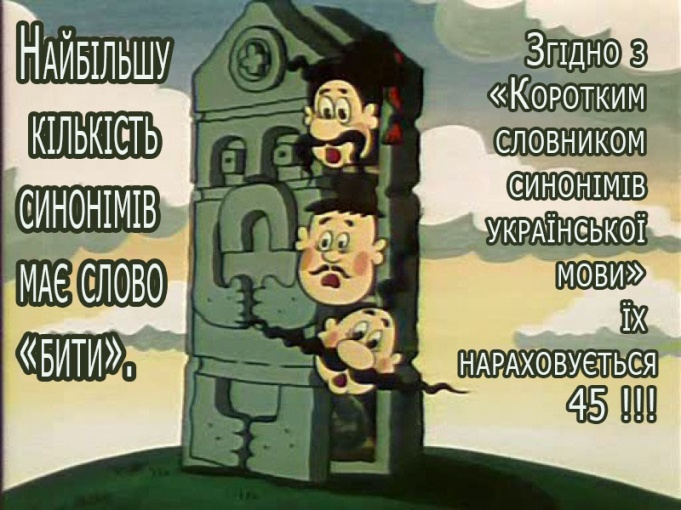 Найбільшу
кількість
синонімів
має слово
«бити».
Згідно з
«Коротким
словником
синонімів
української
мови»
їх
нараховується
45 !!!